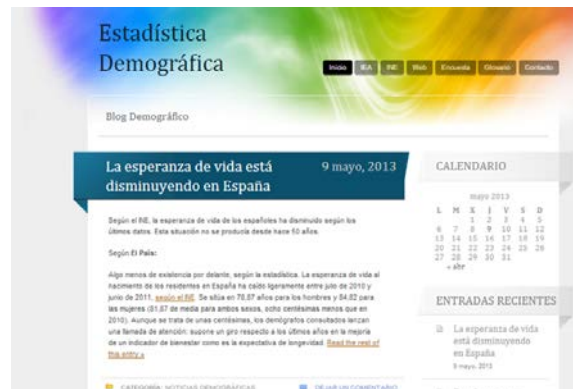 Estadística
Demográfica
Inicio IEA INE Web Encuesta Glosario Contacto
Blog Demográfico
La esperanza de vida está
disminuyendo en España
9 mayo, 2013
Según el INE, la esperanza de vida de los españoles ha disminuido según los
últimos datos. Esta situación no se producía desde hace 50 años.
Según El País:
Algo menos de existencia por delante, según la estadística. La esperanza de vida al
nacimiento de los residentes en España ha caído ligeramente entre julio de 2010 y
junio de 2011, según el INE. Se sitúa en 78,87 años para los hombres y 84,82 para
las mujeres (81,87 de media para ambos sexos, ocho centésimas menos que en
2010). Aunque se trata de unas centésimas, los demógrafos consultados lanzan
una llamada de atención: supone un giro respecto a los últimos años en la mejoría
de un indicador de bienestar como es la expectativa de longevidad. Read the rest of
this entry »
CATEGORÍA: NOTICIAS DEMOGRÁFICAS
DEJAR UN COMENTARIO
CALENDARIO
mayo 2013
L M X J V S D
1 2 3 4 5
6 7 8 9 10 11 12
13 14 15 16 17 18 19
20 21 22 23 24 25 26
27 28 29 30 31
« abr
ENTRADAS RECIENTES
La esperanza de vida
está disminuyendo
en España
9 mayo, 2013